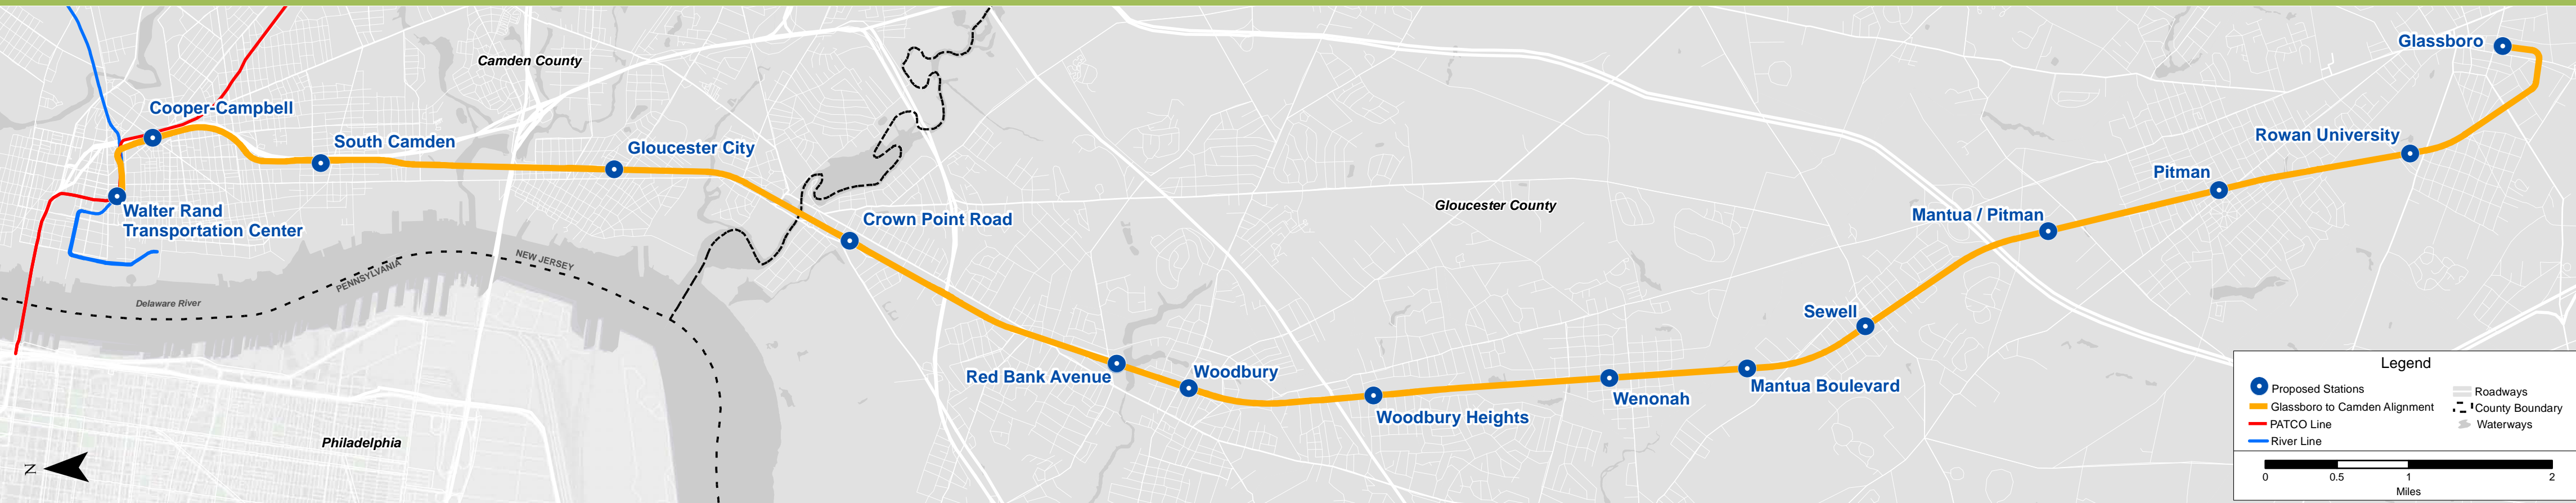 Camden County
Glassboro
Cooper-Campbell
South Camden
Gloucester City
Rowan University
Pitman
Walter Rand
Transportation Center
Crown Point Road
Gloucester County
Mantua / Pitman
NEW JERSEY
PENNSYLVANIA
Delaware River
Sewell
Red Bank Avenue
Woodbury
Mantua Boulevard
Wenonah
Woodbury Heights
Philadelphia
N
Legend
Proposed Stations
Glassboro to Camden Alignment
PATCO Line
River Line
Roadways
County Boundary
Waterways
0 0.5 1 2
Miles